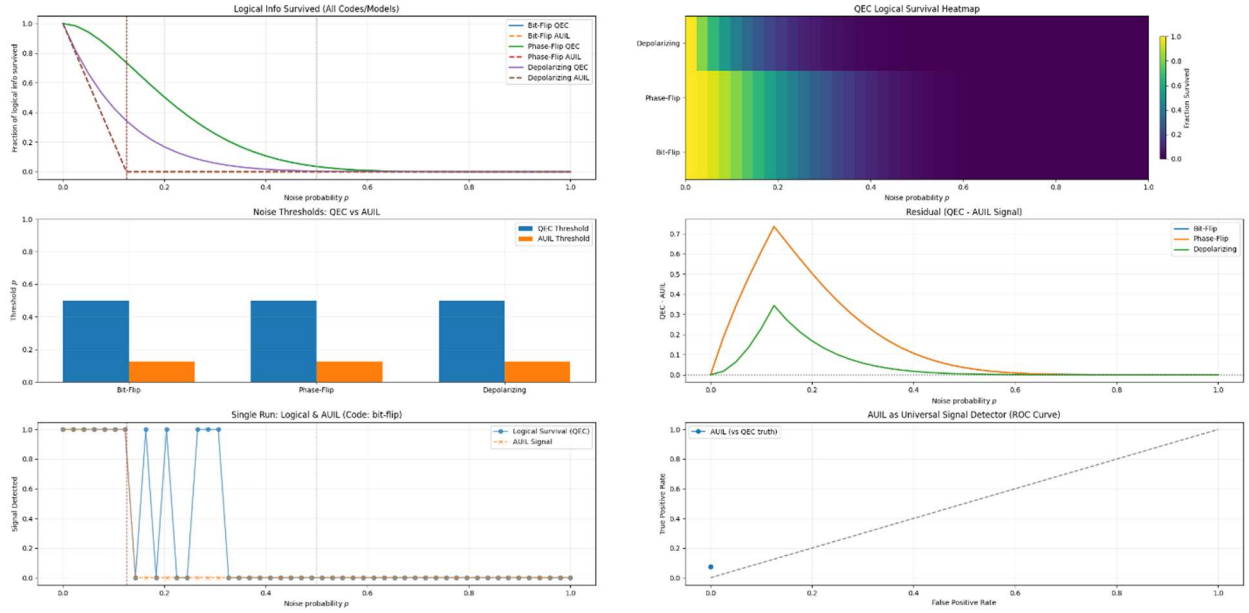 Logical Info Survived (All Codes/Models)
Fraction of logical info survived
1.0
0.8
0.6
0.4
0.2
0.0
Bit-Flip QEC
Bit-Flip AUIL
Phase-Flip QEC
Phase-Flip AUIL
Depolarizing QEC
Depolarizing AUIL
0.0 0.2 0.4 0.6 0.8 1.0
Noise probability p
QEC Logical Survival Heatmap
Depolarizing
Phase-Flip
Bit-Flip
0.0 0.2 0.4 0.6 0.8 1.0
Noise probability p
1.0
0.8
0.6
0.4
0.2
0.0
Fraction Survived
Noise Thresholds: QEC vs AUIL
Threshold p
1.0
0.8
0.6
0.4
0.2
0.0
QEC Threshold
AUIL Threshold
Bit-Flip Phase-Flip Depolarizing
Residual (QEC - AUIL Signal)
QEC - AUIL
0.7
0.6
0.5
0.4
0.3
0.2
0.1
0.0
Bit-Flip
Phase-Flip
Depolarizing
0.0 0.2 0.4 0.6 0.8 1.0
Noise probability p
Single Run: Logical & AUIL (Code: bit-flip)
Signal Detected
1.0
0.8
0.6
0.4
0.2
0.0
Logical Survival (QEC)
AUIL Signal
0.0 0.2 0.4 0.6 0.8 1.0
Noise probability p
AUIL as Universal Signal Detector (ROC Curve)
True Positive Rate
1.0
0.8
0.6
0.4
0.2
0.0
AUIL (vs QEC truth)
0.0 0.2 0.4 0.6 0.8 1.0
False Positive Rate